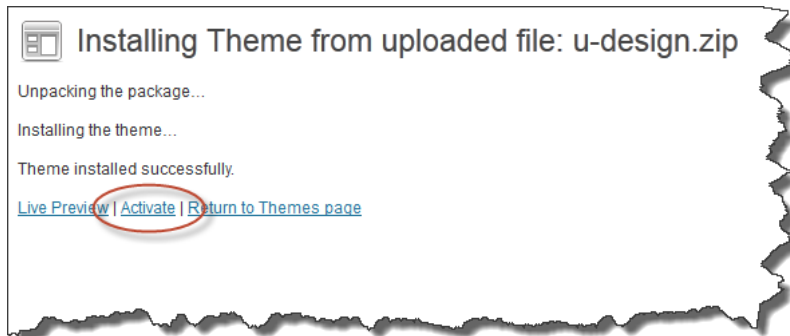 Installing Theme from uploaded file: u-design.zip
Unpacking the package...
Installing the theme...
Theme installed successfully.
Live Preview | Activate | Return to Themes page